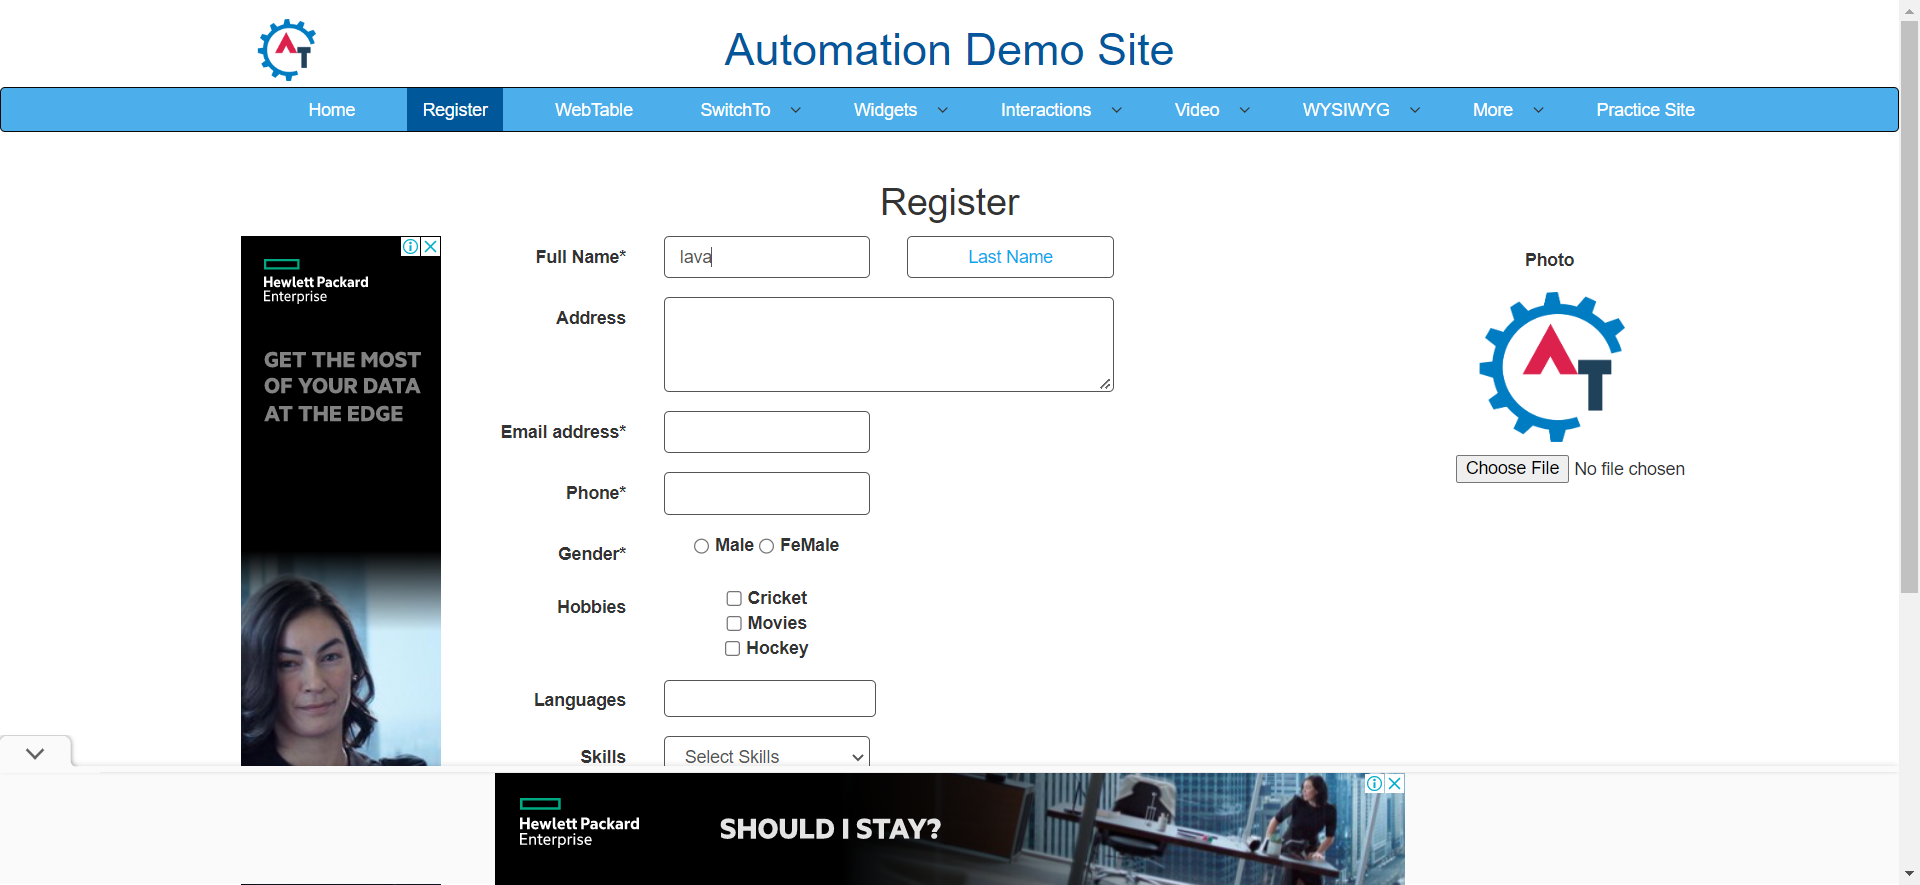 AT
Automation Demo Site
Home Register WebTable SwitchTo Widgets Interactions Video WYSIWYG More Practice Site
Register
Full Name* lava Last Name
Photo
Address
AT
Email address*
Choose File No file chosen
Phone*
Gender* Male FeMale
Hobbies
Cricket
Movies
Hockey
Languages
Skills Select Skills
Hewlett Packard
Enterprise
GET THE MOST
OF YOUR DATA
AT THE EDGE
Hewlett Packard
Enterprise
SHOULD I STAY?